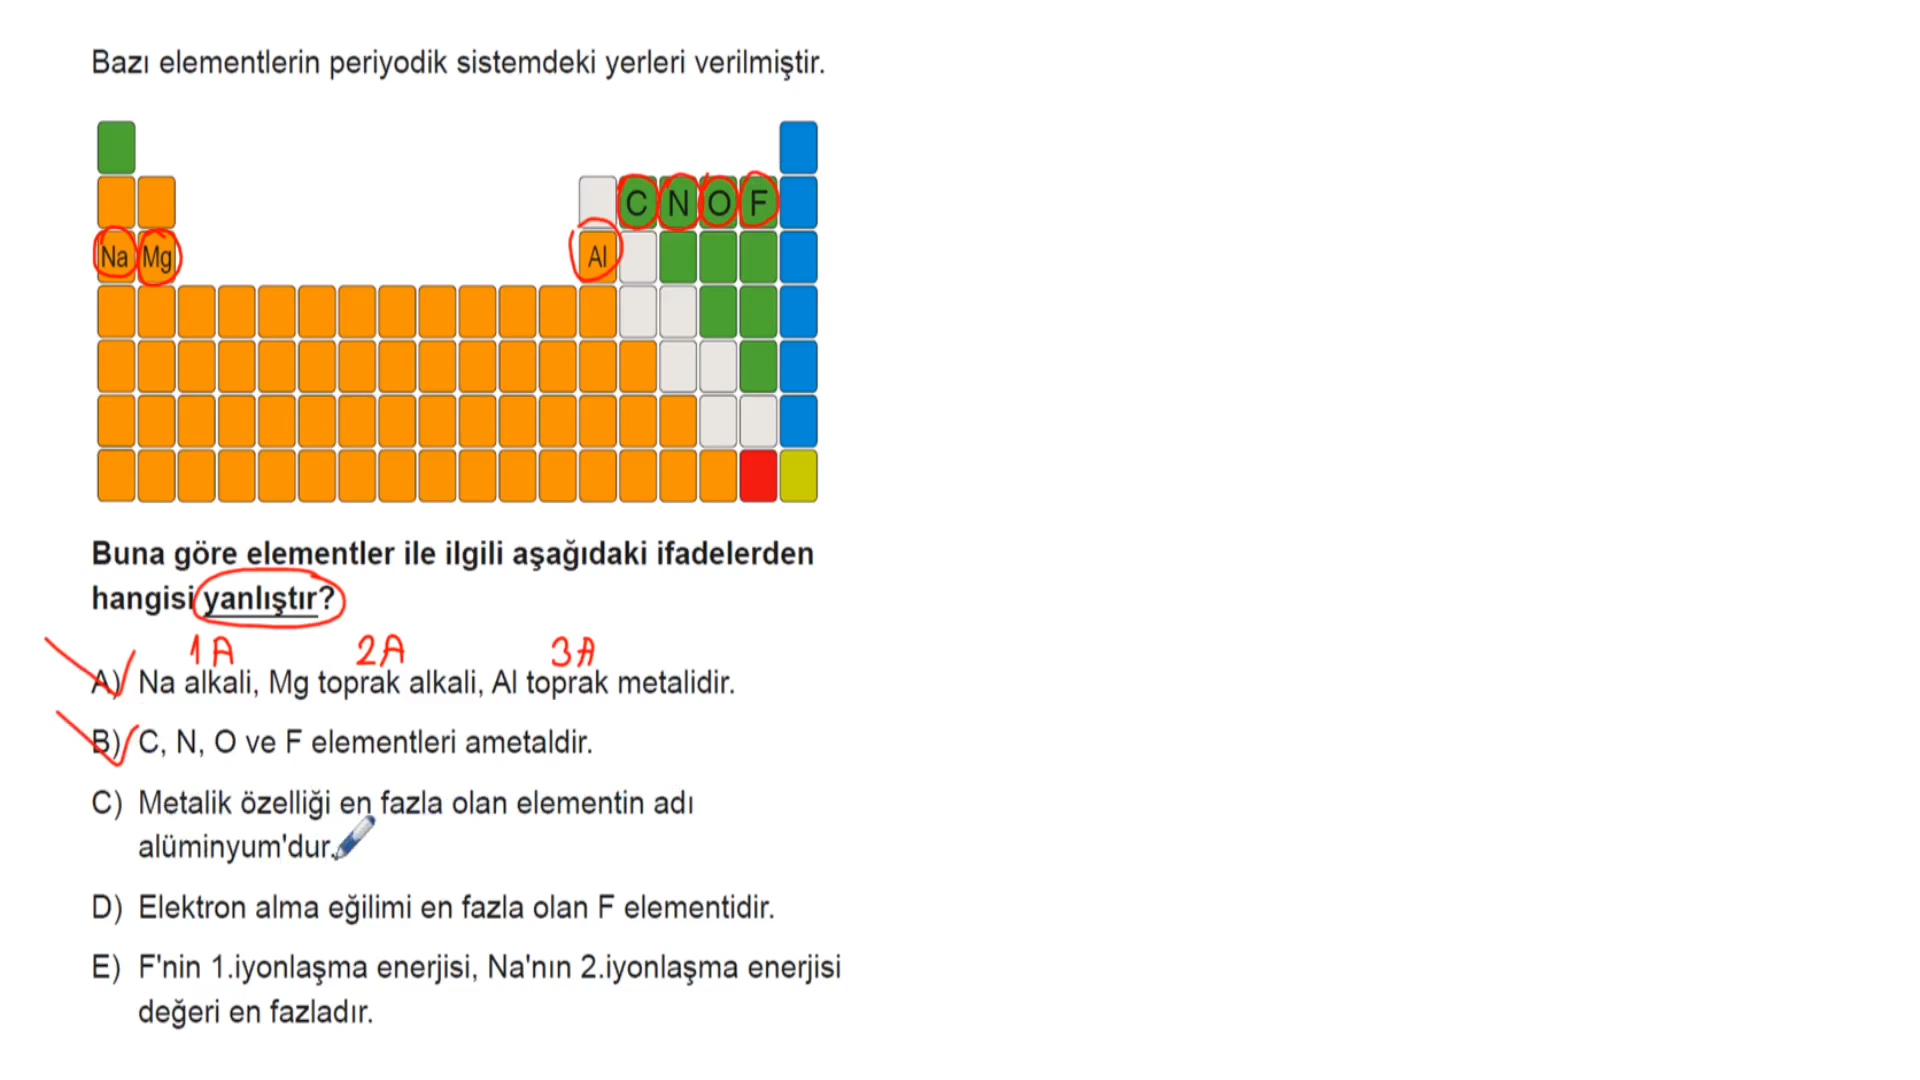 Bazı elementlerin periyodik sistemdeki yerleri verilmiştir.
C N O F
Na Mg Al
Buna göre elementler ile ilgili aşağıdaki ifadelerden
hangisi yanlıştır?
1A 2A 3A
A) Na alkali, Mg toprak alkali, Al toprak metalidir.
B) C, N, O ve F elementleri ametaldir.
C) Metalik özelliği en fazla olan elementin adı
alüminyum'dur.
D) Elektron alma eğilimi en fazla olan F elementidir.
E) F'nin 1.iyonlaşma enerjisi, Na'nın 2.iyonlaşma enerjisi
değeri en fazladır.